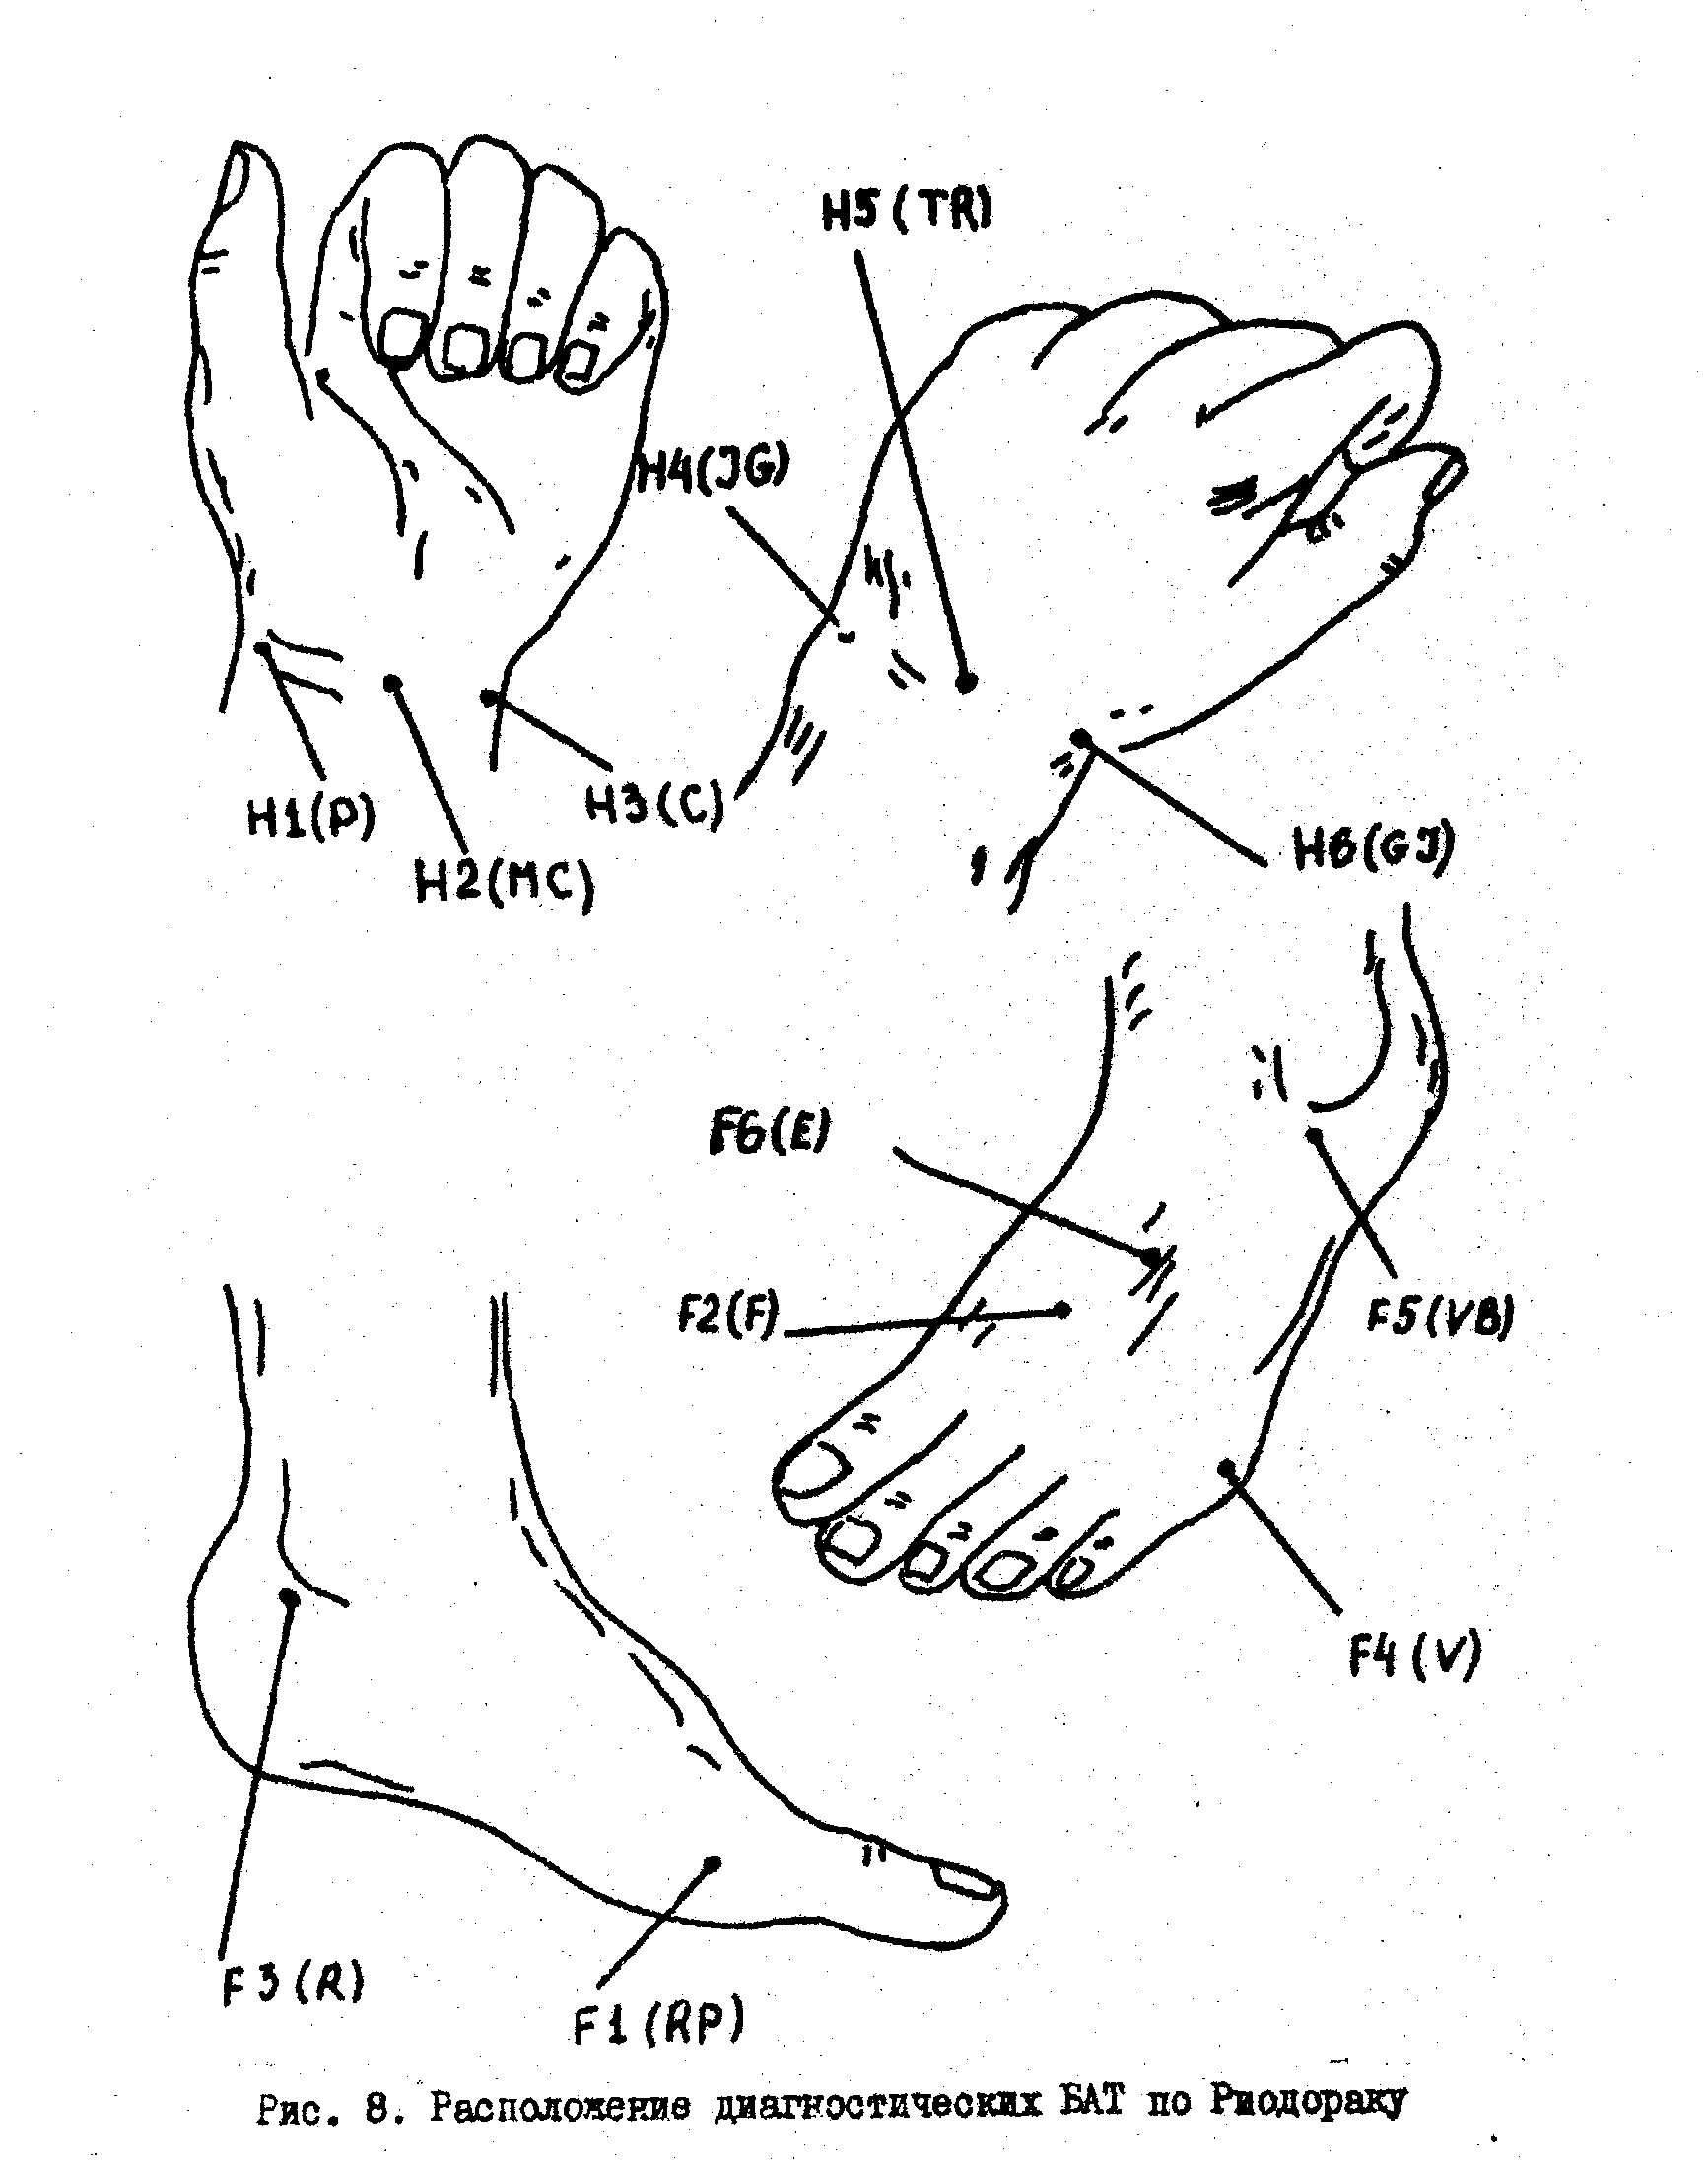 H5(TR)
H4(JG)
H1(P)
H3(C)
H2(MC)
H6(GJ)
F6(E)
F2(F)
F5(VB)
F4(V)
F3(R)
F1(RP)
Рис. 8. Расположение диагностических БАТ по Риодораку